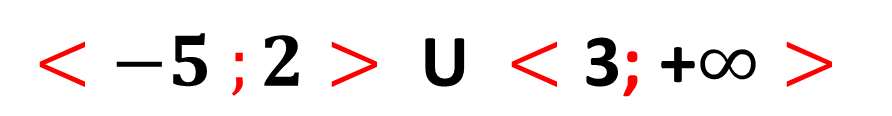 < −5 ; 2 > U < 3; +∞ >